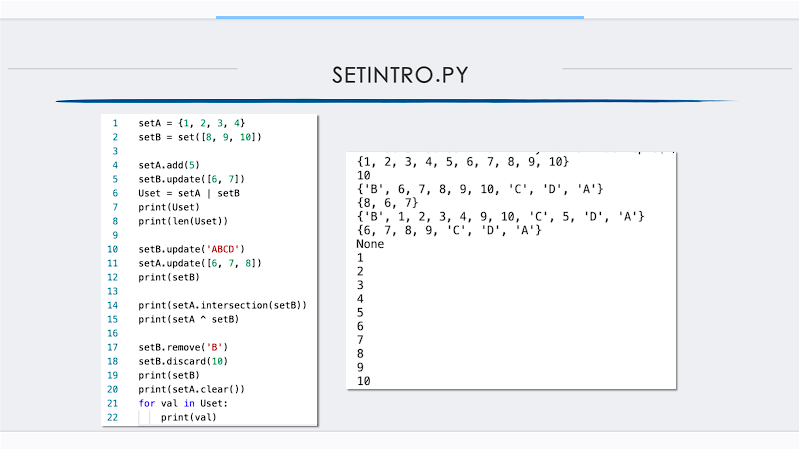 SETINTRO.PY
1 setA = {1, 2, 3, 4}
2 setB = set([8, 9, 10])
3
4 setA.add(5)
5 setB.update([6, 7])
6 Uset = setA | setB
7 print(Uset)
8 print(len(Uset))
9
10 setB.update('ABCD')
11 setA.update([6, 7, 8])
12 print(setB)
13
14 print(setA.intersection(setB))
15 print(setA ^ setB)
16
17 setB.remove('B')
18 setB.discard(10)
19 print(setB)
20 print(setA.clear())
21 for val in Uset:
22     print(val)
{1, 2, 3, 4, 5, 6, 7, 8, 9, 10}
10
{'B', 6, 7, 8, 9, 10, 'C', 'D', 'A'}
{8, 6, 7}
{'B', 1, 2, 3, 4, 9, 10, 'C', 5, 'D', 'A'}
{6, 7, 8, 9, 'C', 'D', 'A'}
None
1
2
3
4
5
6
7
8
9
10